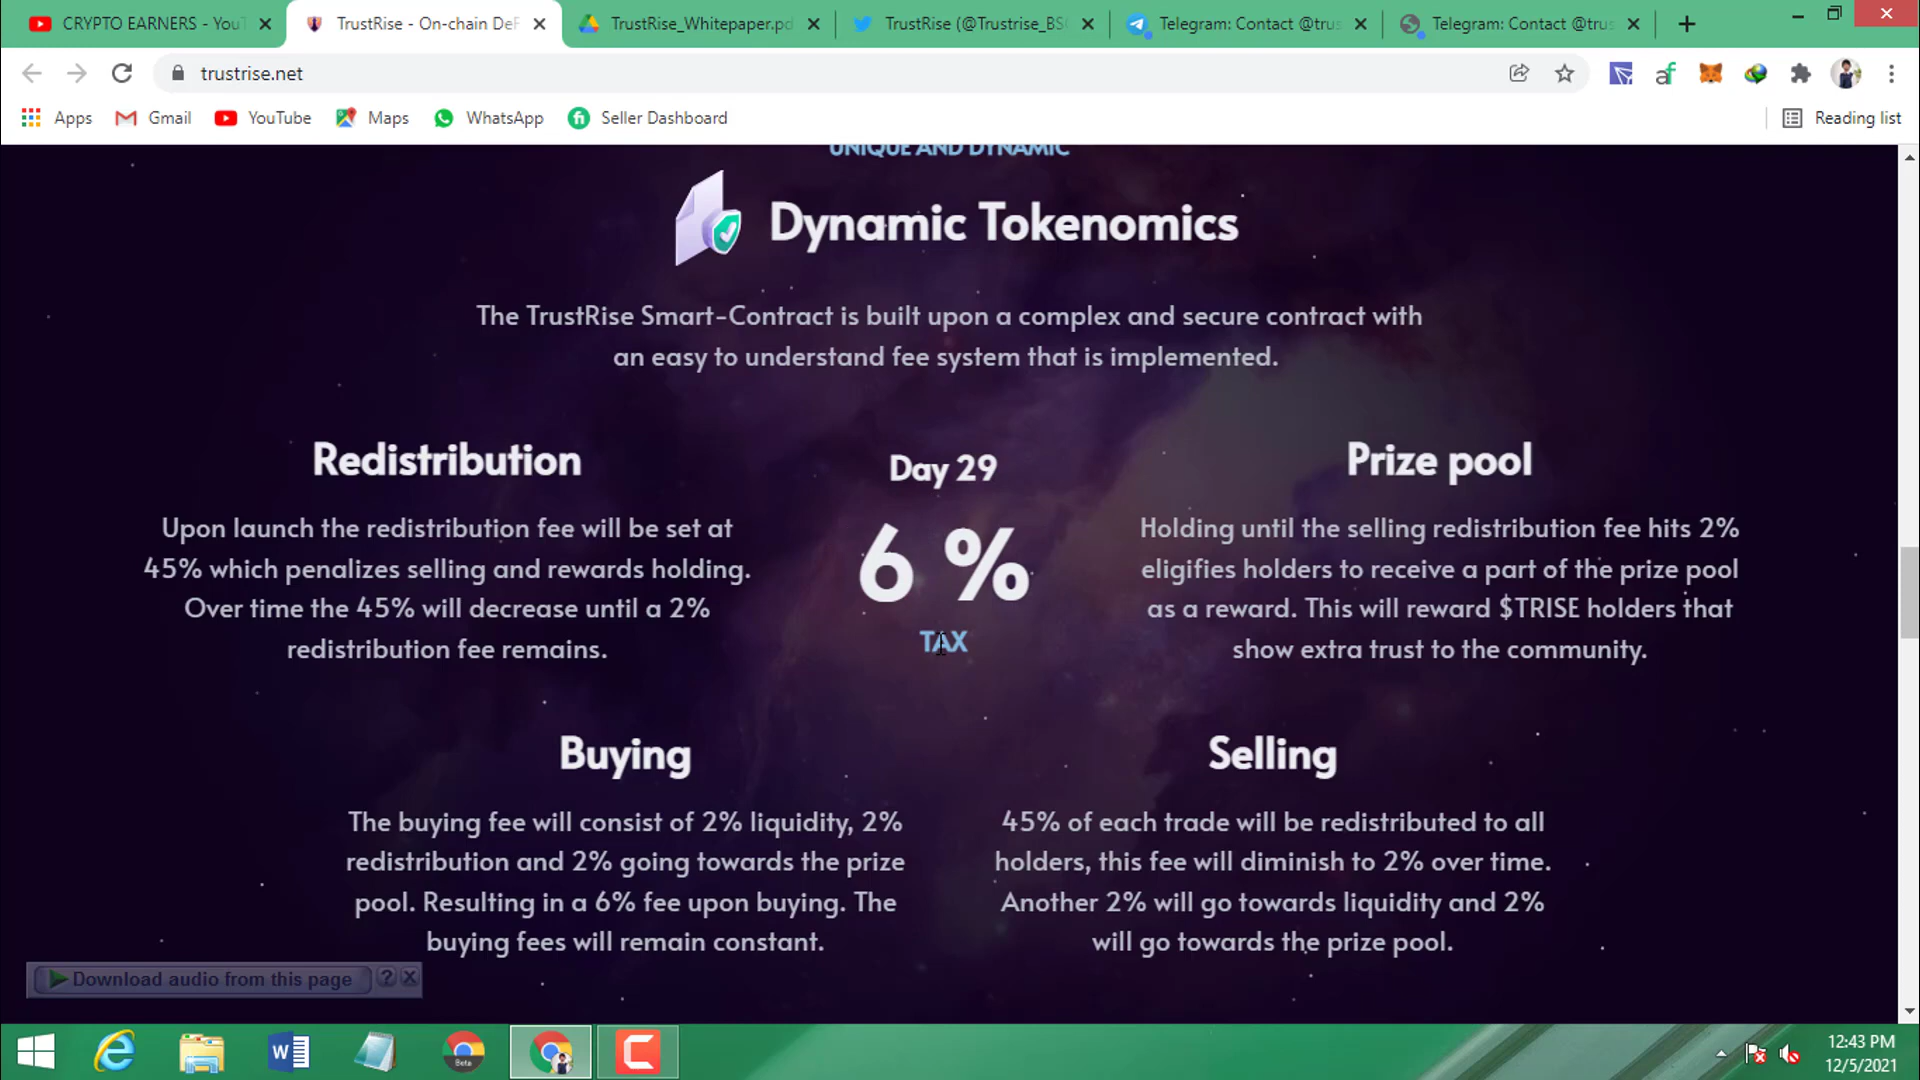 CRYPTO EARNERS - YouT
TrustRise - On-chain DeF
TrustRise_Whitepaper.pd
TrustRise (@Trustrise_BS
Telegram: Contact @trus
Telegram: Contact @trus
trustrise.net
Apps
Gmail
YouTube
Maps
WhatsApp
Seller Dashboard
Reading list
UNIQUE AND DYNAMIC
Dynamic Tokenomics
The TrustRise Smart-Contract is built upon a complex and secure contract with
an easy to understand fee system that is implemented.
Redistribution
Upon launch the redistribution fee will be set at
45% which penalizes selling and rewards holding.
Over time the 45% will decrease until a 2%
redistribution fee remains.
Day 29
6 %
TAX
Prize pool
Holding until the selling redistribution fee hits 2%
eligifies holders to receive a part of the prize pool
as a reward. This will reward $TRISE holders that
show extra trust to the community.
Buying
The buying fee will consist of 2% liquidity, 2%
redistribution and 2% going towards the prize
pool. Resulting in a 6% fee upon buying. The
buying fees will remain constant.
Selling
45% of each trade will be redistributed to all
holders, this fee will diminish to 2% over time.
Another 2% will go towards liquidity and 2%
will go towards the prize pool.
Download audio from this page
?
Beta
12:43 PM
12/5/2021